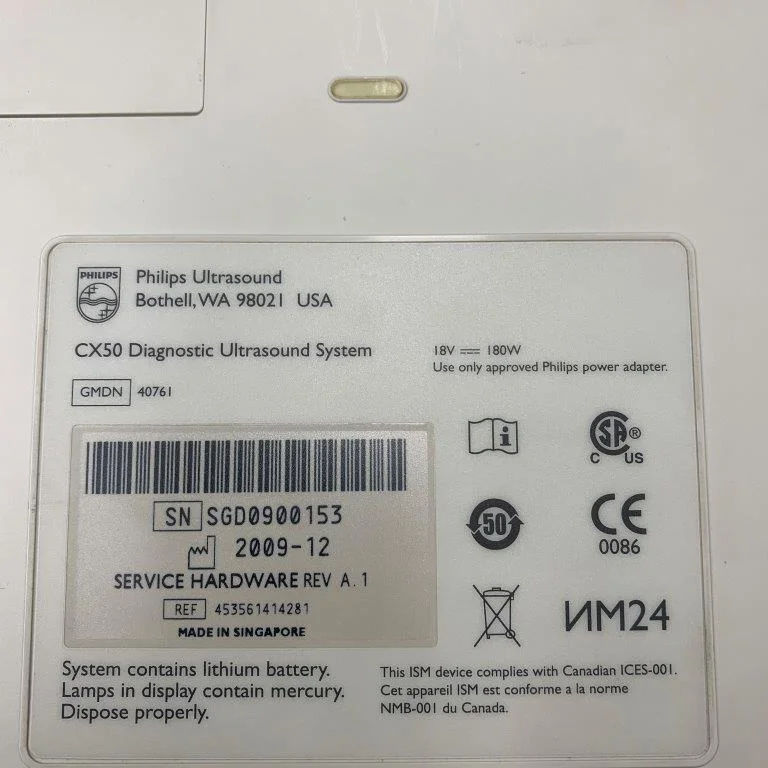 PHILIPS
Philips Ultrasound
Bothell, WA 98021 USA
CX50 Diagnostic Ultrasound System
18V ⎓ 180W
Use only approved Philips power adapter.
GMDN 40761
SN SGD0900153
2009-12
SERVICE HARDWARE REV A.1
REF 453561414281
MADE IN SINGAPORE
i
SA ®
C US
50
CE
0086
ИМ24
System contains lithium battery.
Lamps in display contain mercury.
Dispose properly.
This ISM device complies with Canadian ICES-001.
Cet appareil ISM est conforme a la norme
NMB-001 du Canada.